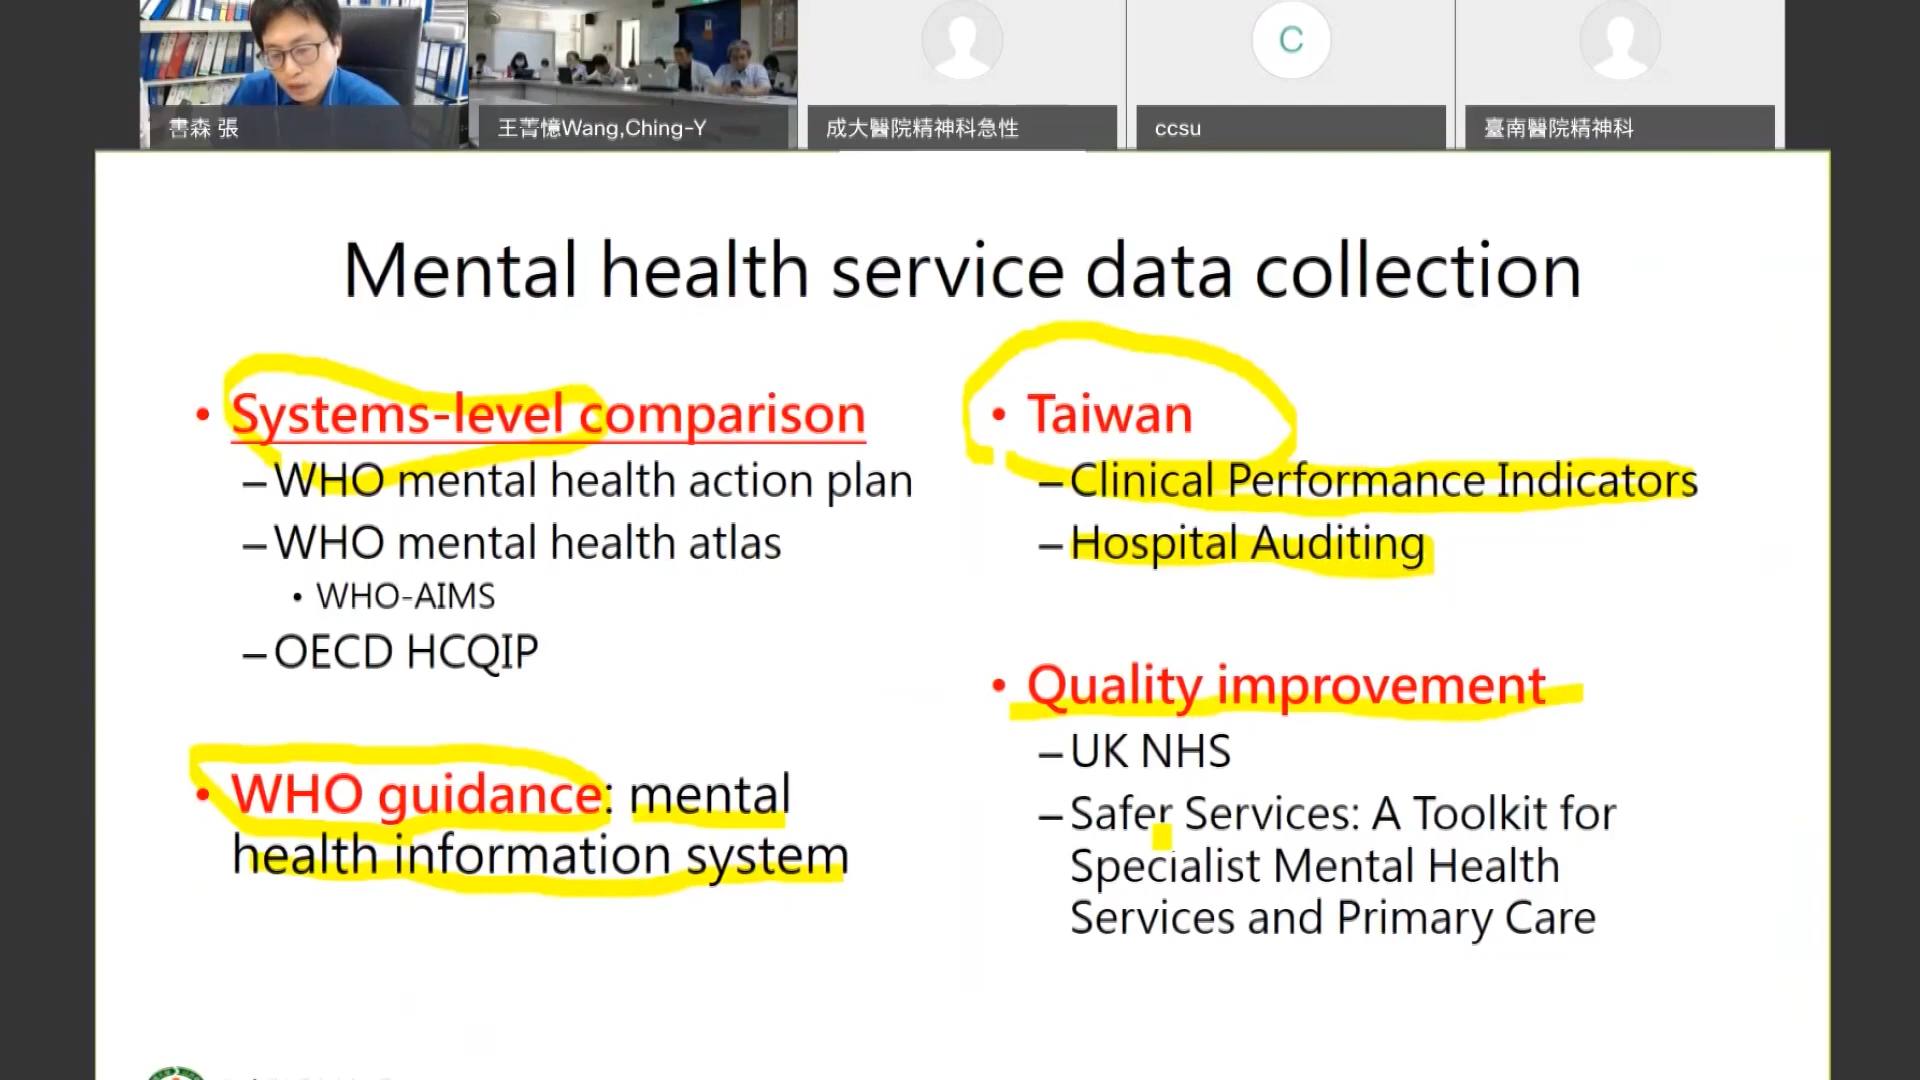 書森 張
王菁憶Wang,Ching-Y
成大醫院精神科急性
C
ccsu
臺南醫院精神科
Mental health service data collection
• Systems-level comparison
–WHO mental health action plan
–WHO mental health atlas
• WHO-AIMS
–OECD HCQIP
• WHO guidance: mental
health information system
• Taiwan
–Clinical Performance Indicators
–Hospital Auditing
• Quality improvement
–UK NHS
–Safer Services: A Toolkit for
Specialist Mental Health
Services and Primary Care